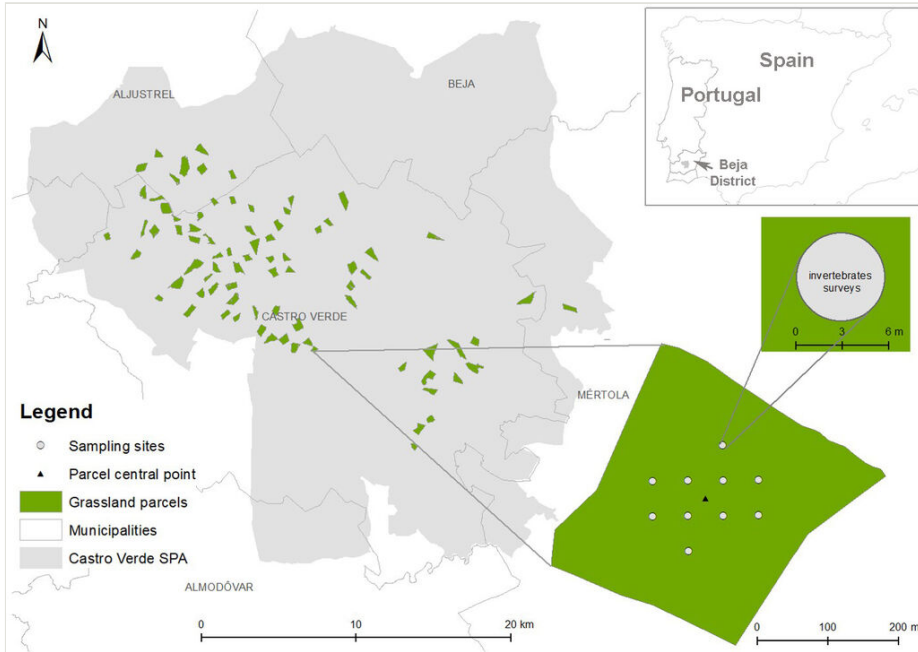 N
ALJUSTREL
BEJA
Spain
Portugal
Beja
District
invertebrates
surveys
0 3 6 m
CASTRO VERDE
MÉRTOLA
Legend
Sampling sites
Parcel central point
Grassland parcels
Municipalities
Castro Verde SPA
ALMODÔVAR
0 10 20 km
0 100 200 m